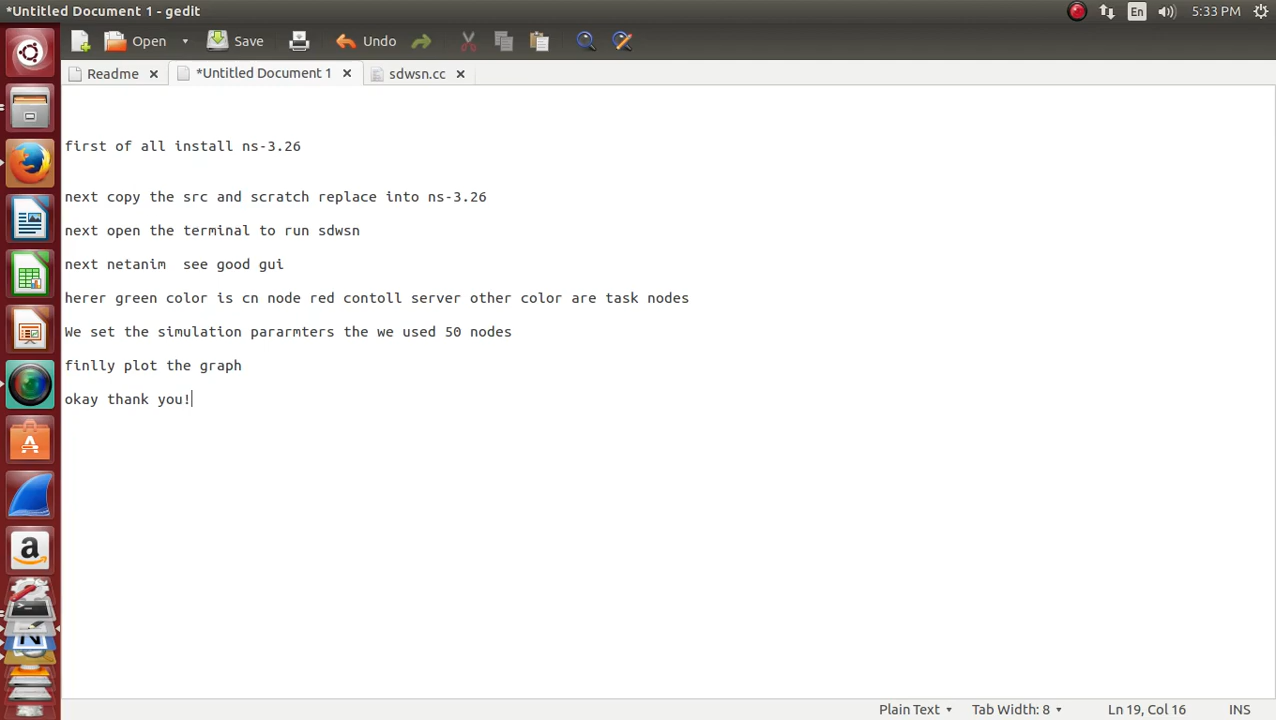 *Untitled Document 1 - gedit
En
5:33 PM
Open
Save
Undo
Readme
*Untitled Document 1
sdwsn.cc
first of all install ns-3.26
next copy the src and scratch replace into ns-3.26
next open the terminal to run sdwsn
next netanim  see good gui
herer green color is cn node red contoll server other color are task nodes
We set the simulation pararmters the we used 50 nodes
finlly plot the graph
okay thank you!
Plain Text
Tab Width: 8
Ln 19, Col 16
INS